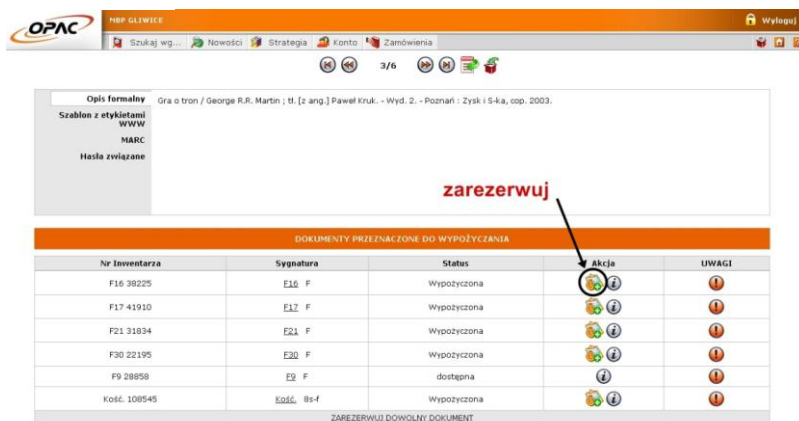 OPAC MBP GLIWICE Wyloguj
Szukaj wg... Nowości Strategia Konto Zamówienia
3/6
Opis formalny Gra o tron / George R.R. Martin ; tł. [z ang.] Paweł Kruk. - Wyd. 2. - Poznań : Zysk i S-ka, cop. 2003.
Szablon z etykietami
WWW
MARC
Hasła związane
zarezerwuj
DOKUMENTY PRZEZNACZONE DO WYPOŻYCZANIA
Nr Inwentarza Sygnatura Status Akcja UWAGI
F16 38225 F16 F Wypożyczona
F17 41910 F17 F Wypożyczona
F21 31834 F21 F Wypożyczona
F30 22195 F30 F Wypożyczona
F9 28858 F9 F dostępna
Kość. 108545 Kość. 8s-f Wypożyczona
ZAREZERWUJ DOWOLNY DOKUMENT